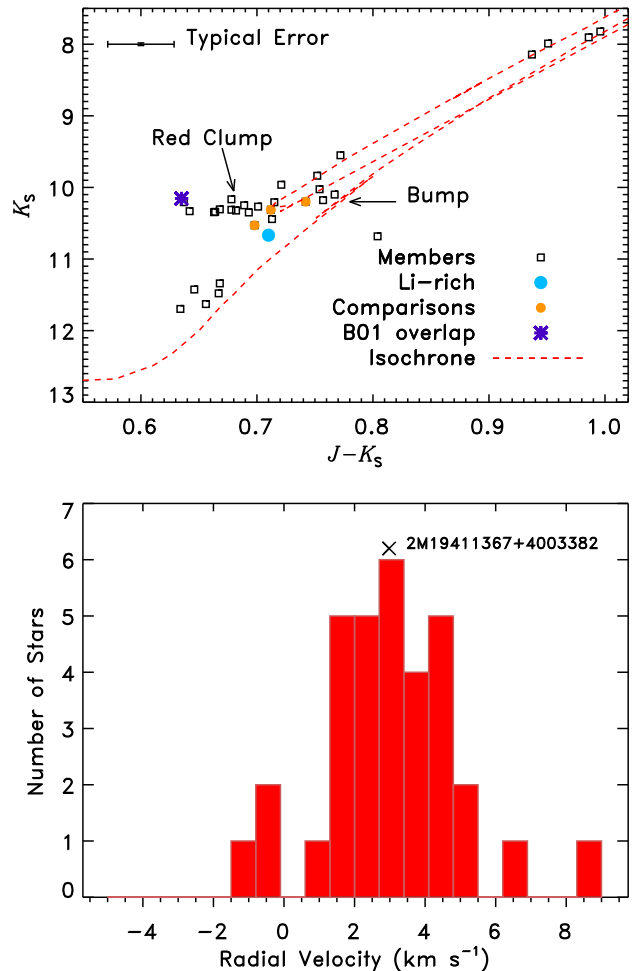 8
9
10
11
12
13
K_S
Typical Error
Red Clump
Bump
Members
Li-rich
Comparisons
B01 overlap
Isochrone
0.6 0.7 0.8 0.9 1.0
J-K_S
7
6
5
4
3
2
1
0
Number of Stars
2M19411367+4003382
-4 -2 0 2 4 6 8
Radial Velocity (km s⁻¹)